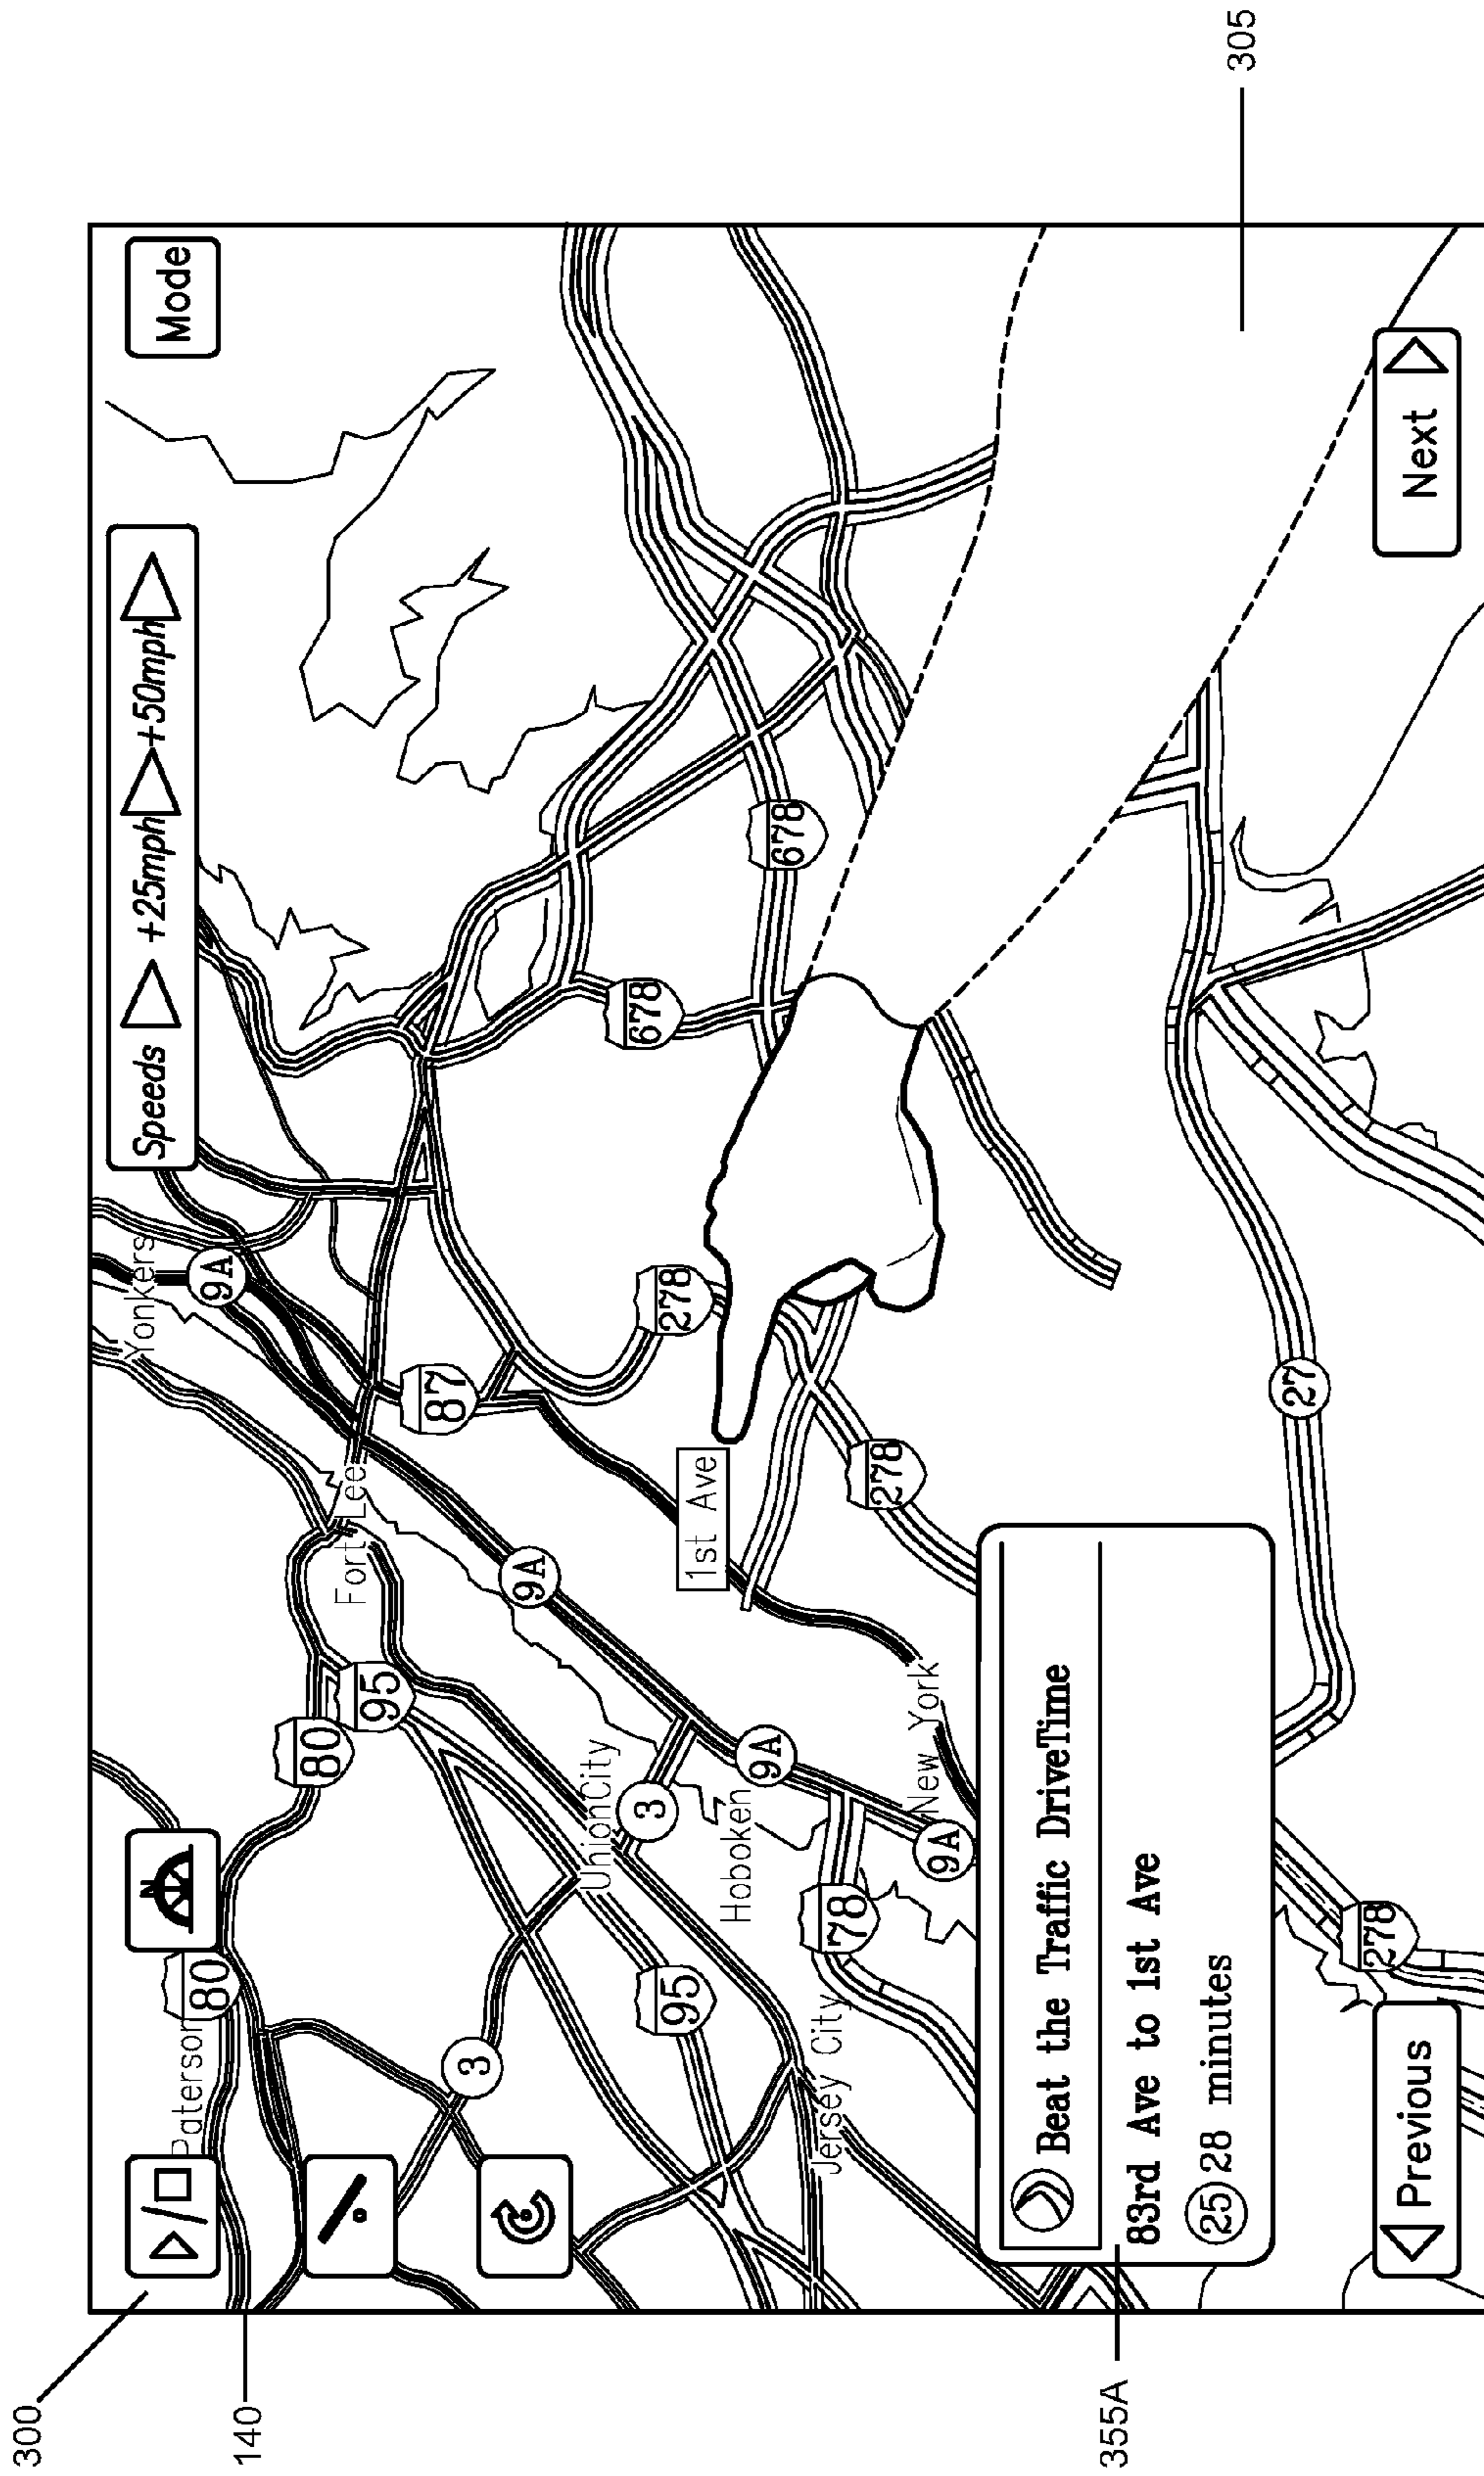 300
140
355A
305
Mode
Speeds +25mph +50mph
N
80
Paterson
Yonkers
9A
80
95
Fort Lee
87
3
9A
678
95
Union City
3
278
678
1st Ave
Hoboken
9A
78
Jersey City
278
New York
9A
Beat the Traffic DriveTime
83rd Ave to 1st Ave
25 28 minutes
27
278
Previous
Next